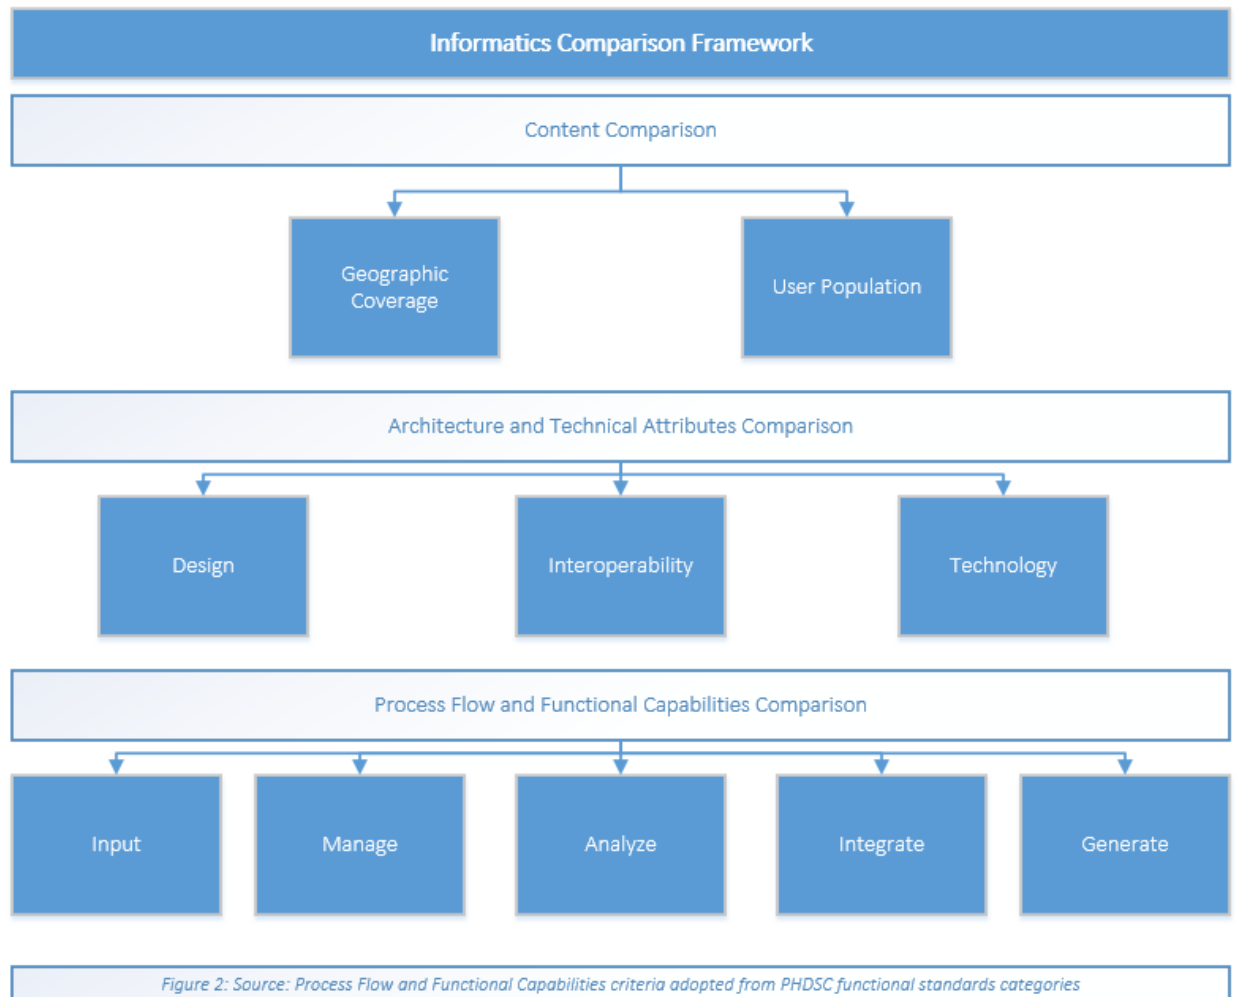 Informatics Comparison Framework
Content Comparison
Geographic
Coverage
User Population
Architecture and Technical Attributes Comparison
Design
Interoperability
Technology
Process Flow and Functional Capabilities Comparison
Input
Manage
Analyze
Integrate
Generate
Figure 2: Source: Process Flow and Functional Capabilities criteria adopted from PHDSC functional standards categories